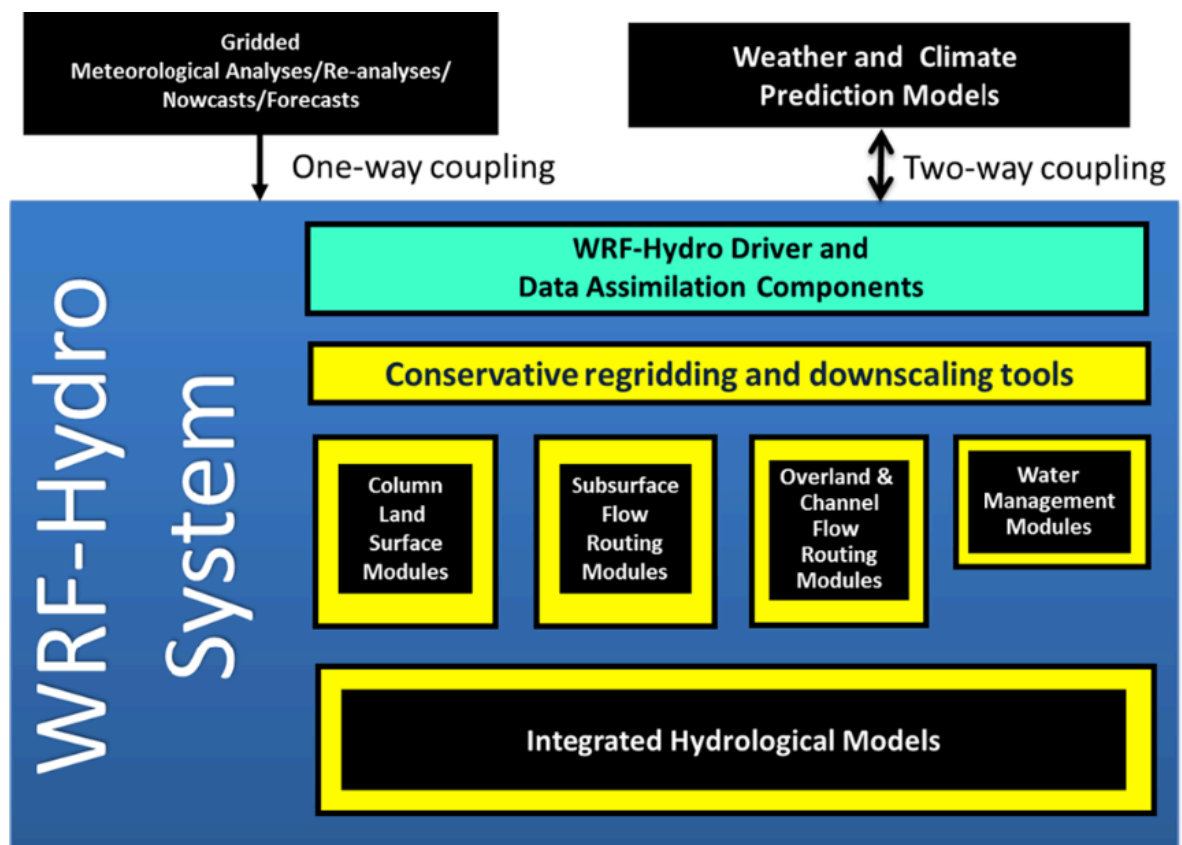 Gridded
Meteorological Analyses/Re-analyses/
Nowcasts/Forecasts
Weather and Climate
Prediction Models
One-way coupling
Two-way coupling
WRF-Hydro
System
WRF-Hydro Driver and
Data Assimilation Components
Conservative regridding and downscaling tools
Column
Land
Surface
Modules
Subsurface
Flow
Routing
Modules
Overland &
Channel
Flow
Routing
Modules
Water
Management
Modules
Integrated Hydrological Models